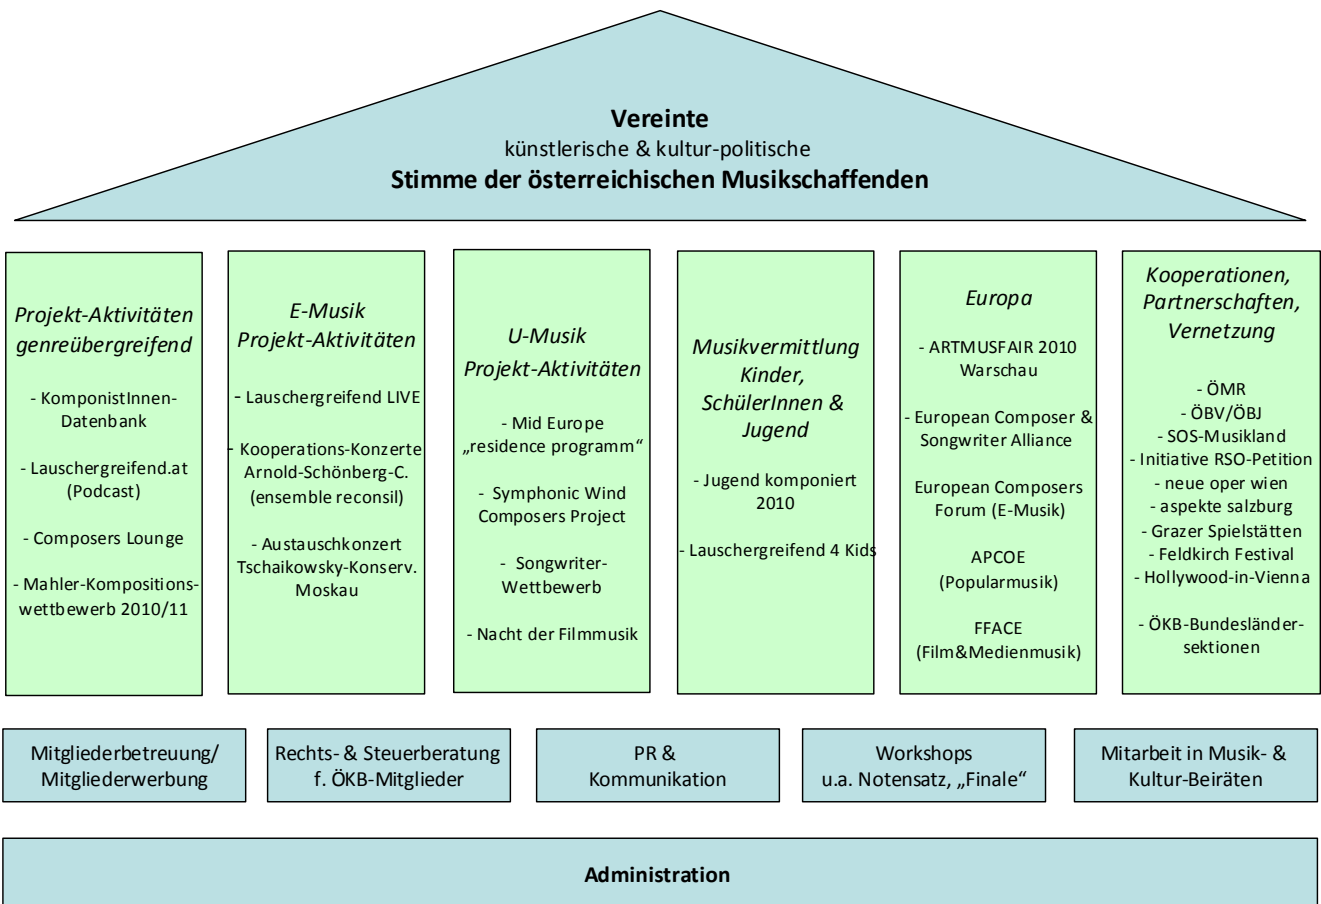 Vereinte
künstlerische & kultur-politische
Stimme der österreichischen Musikschaffenden
Projekt-Aktivitäten
genreübergreifend
- KomponistInnen-
Datenbank
- Lauschergreifend.at
(Podcast)
- Composers Lounge
- Mahler-Kompositions-
wettbewerb 2010/11
E-Musik
Projekt-Aktivitäten
- Lauschergreifend LIVE
- Kooperations-Konzerte
Arnold-Schönberg-C.
(ensemble reconsil)
- Austauschkonzert
Tschaikowsky-Konserv.
Moskau
U-Musik
Projekt-Aktivitäten
- Mid Europe
„residence programm“
- Symphonic Wind
Composers Project
- Songwriter-
Wettbewerb
- Nacht der Filmmusik
Musikvermittlung
Kinder,
SchülerInnen &
Jugend
- Jugend komponiert
2010
- Lauschergreifend 4 Kids
Europa
- ARTMUSFAIR 2010
Warschau
- European Composer &
Songwriter Alliance
European Composers
Forum (E-Musik)
APCOE
(Popularmusik)
FFACE
(Film&Medienmusik)
Kooperationen,
Partnerschaften,
Vernetzung
- ÖMR
- ÖBV/ÖBJ
- SOS-Musikland
- Initiative RSO-Petition
- neue oper wien
- aspekte salzburg
- Grazer Spielstätten
- Feldkirch Festival
- Hollywood-in-Vienna
- ÖKB-Bundesländer-
sektionen
Mitgliederbetreuung/
Mitgliederwerbung
Rechts- & Steuerberatung
f. ÖKB-Mitglieder
PR &
Kommunikation
Workshops
u.a. Notensatz, „Finale“
Mitarbeit in Musik- &
Kultur-Beiräten
Administration